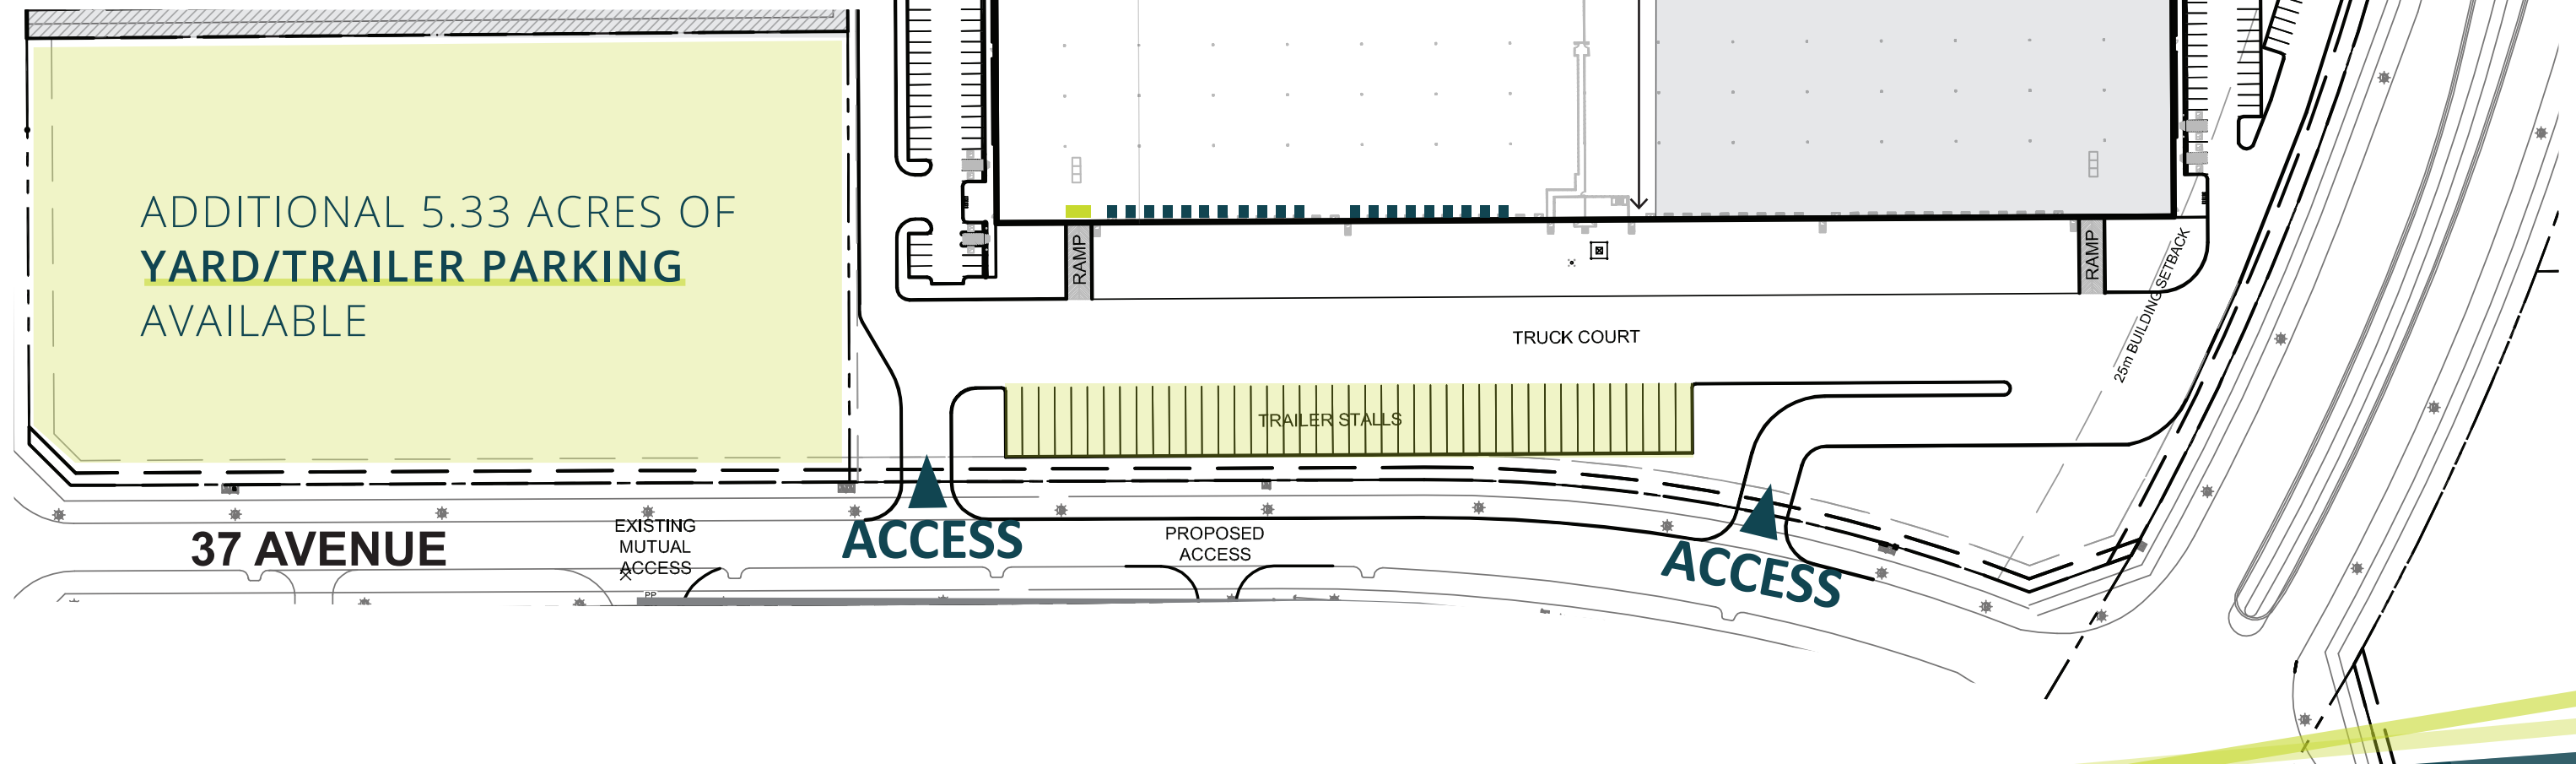 ADDITIONAL 5.33 ACRES OF
YARD/TRAILER PARKING
AVAILABLE
RAMP
RAMP
25m BUILDING SETBACK
TRUCK COURT
TRAILER STALLS
37 AVENUE
EXISTING
MUTUAL
ACCESS
ACCESS
PROPOSED
ACCESS
ACCESS
PP